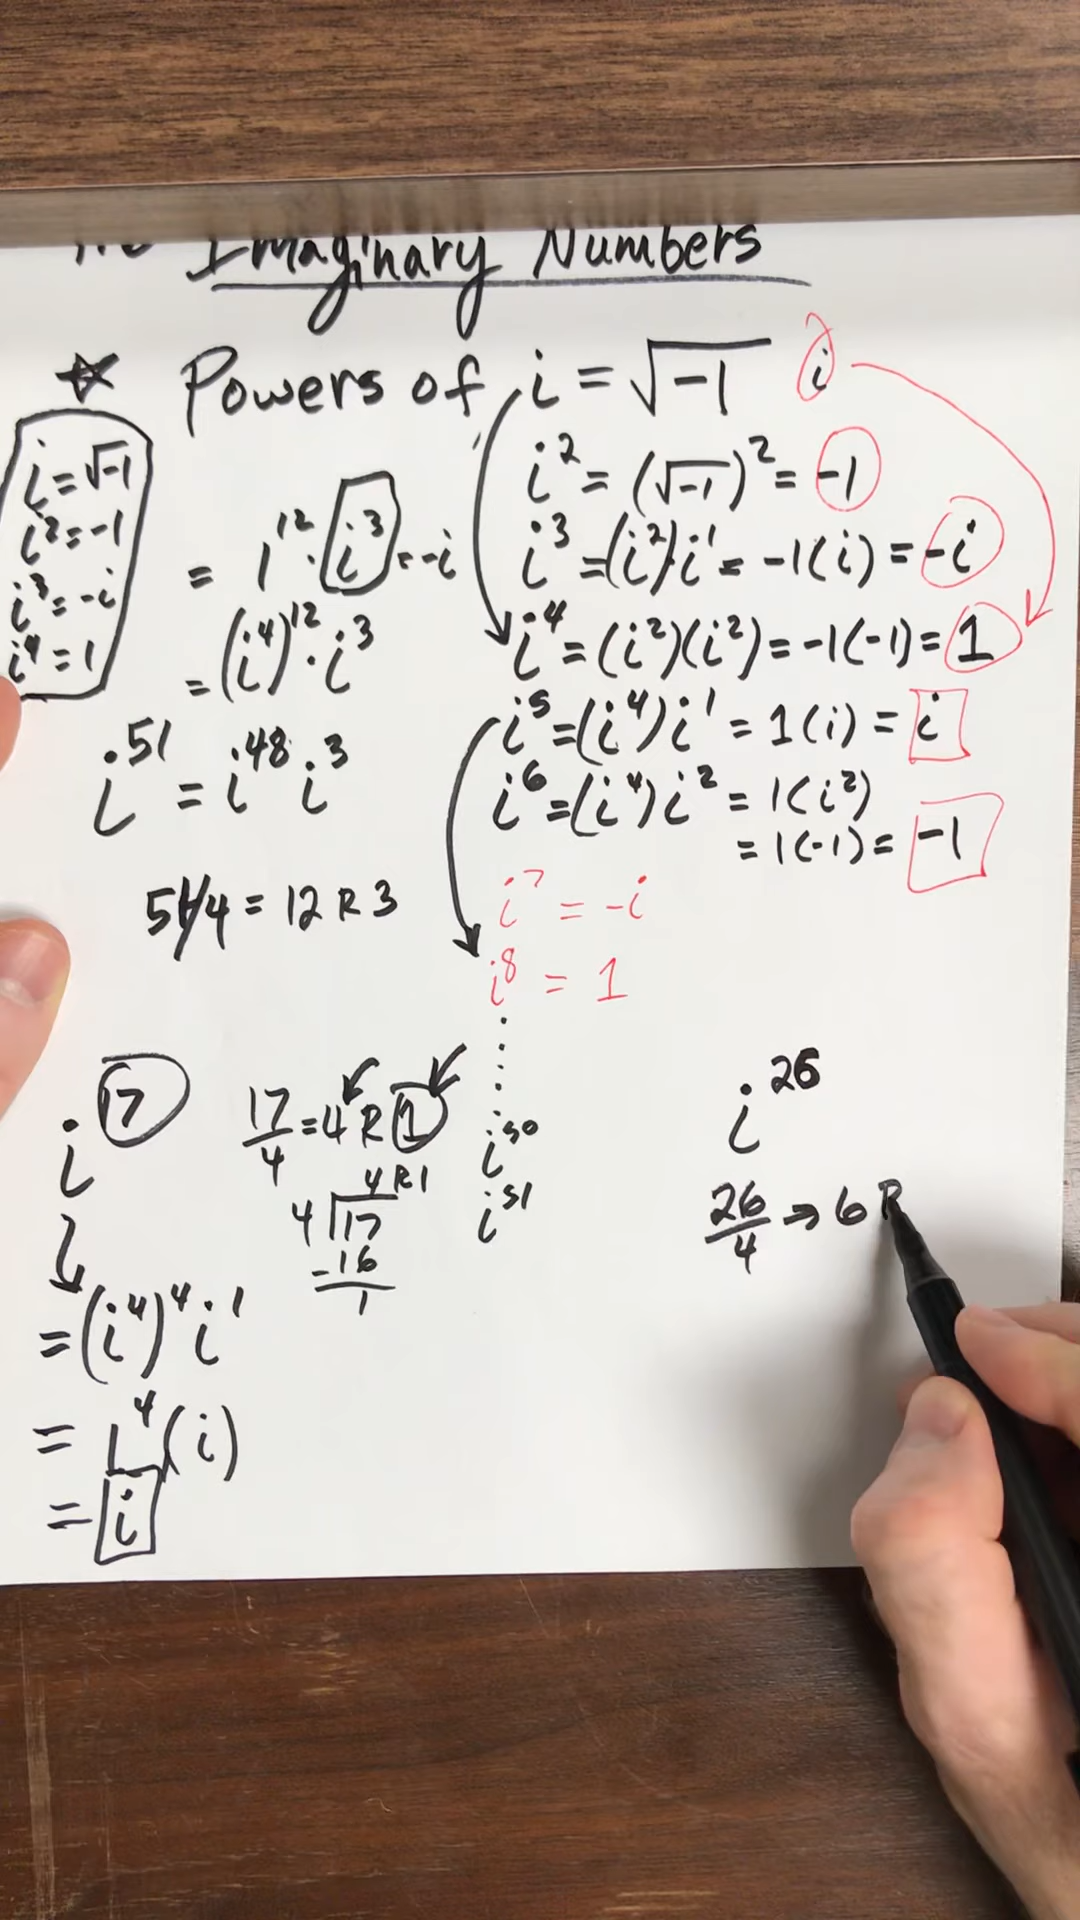 Imaginary Numbers
Powers of i = √-1 i
i = √-1
i² = -1
i³ = -i
i⁴ = 1
= 1¹² · i³ = -i
= (i⁴)¹² · i³
i⁵¹ = i⁴⁸ i³
51/4 = 12 R 3
i² = (√-1)² = -1
i³ = (i²)·i¹ = -1(i) = -i
i⁴ = (i²)(i²) = -1(-1) = 1
i⁵ = (i⁴)i¹ = 1(i) = i
i⁶ = (i⁴)i² = 1(i²)
= 1(-1) = -1
i⁷ = -i
i⁸ = 1
i⁵⁰
i⁵¹
i¹⁷
17/4 = 4 R 1
4 R 1
4 √17
-16
1
= (i⁴)⁴ i¹
= 1⁴(i)
= i
i²⁶
26/4 ⇒ 6 R